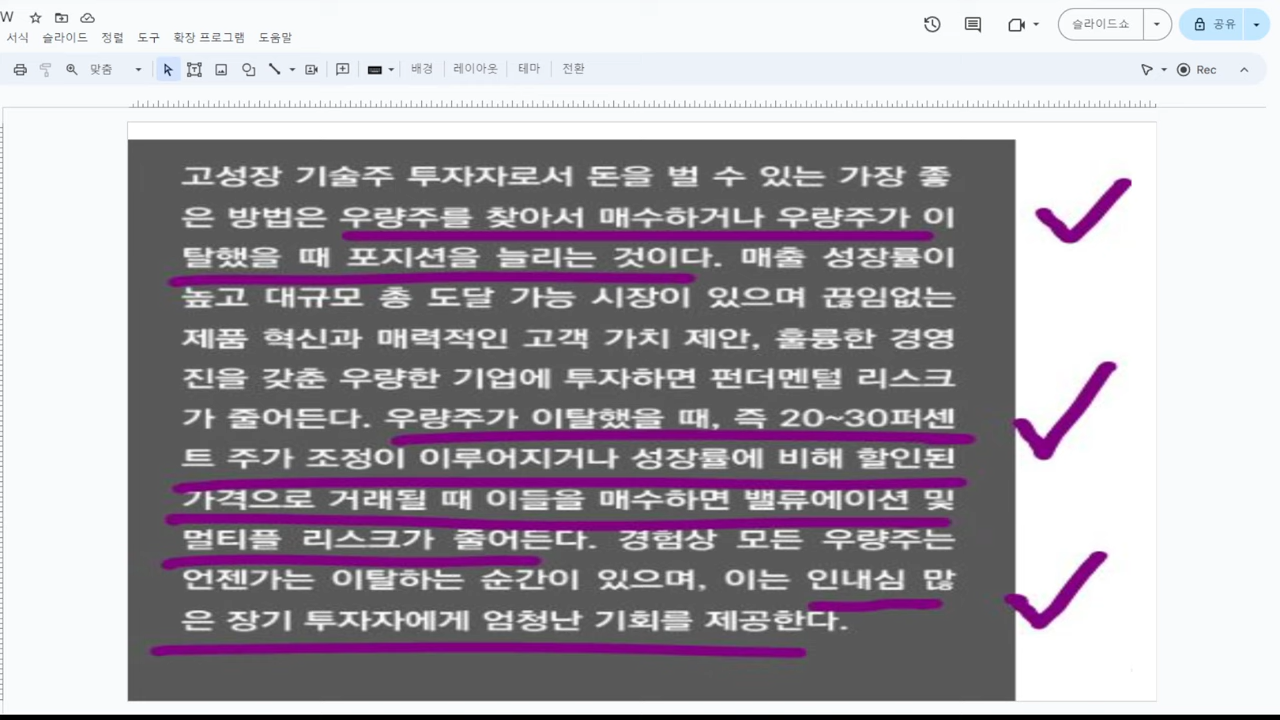 W
서식 슬라이드 정렬 도구 확장 프로그램 도움말
슬라이드쇼
공유
맞춤
배경 레이아웃 테마 전환
Rec
고성장 기술주 투자자로서 돈을 벌 수 있는 가장 좋
은 방법은 우량주를 찾아서 매수하거나 우량주가 이
탈했을 때 포지션을 늘리는 것이다. 매출 성장률이
높고 대규모 총 도달 가능 시장이 있으며 끊임없는
제품 혁신과 매력적인 고객 가치 제안, 훌륭한 경영
진을 갖춘 우량한 기업에 투자하면 펀더멘털 리스크
가 줄어든다. 우량주가 이탈했을 때, 즉 20~30퍼센
트 주가 조정이 이루어지거나 성장률에 비해 할인된
가격으로 거래될 때 이들을 매수하면 밸류에이션 및
멀티플 리스크가 줄어든다. 경험상 모든 우량주는
언젠가는 이탈하는 순간이 있으며, 이는 인내심 많
은 장기 투자자에게 엄청난 기회를 제공한다.